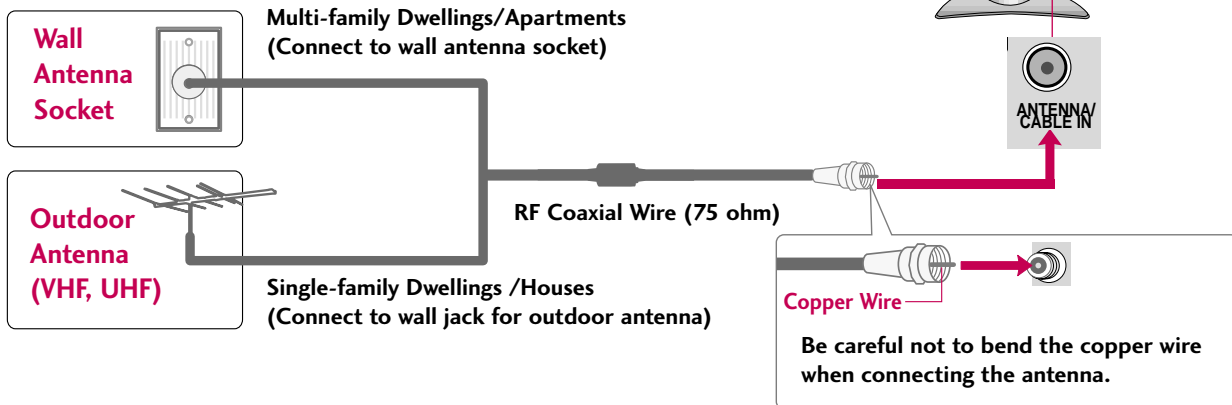 Wall
Antenna
Socket
Multi-family Dwellings/Apartments
(Connect to wall antenna socket)
ANTENNA/
CABLE IN
Outdoor
Antenna
(VHF, UHF)
RF Coaxial Wire (75 ohm)
Single-family Dwellings /Houses
(Connect to wall jack for outdoor antenna)
Copper Wire
Be careful not to bend the copper wire
when connecting the antenna.